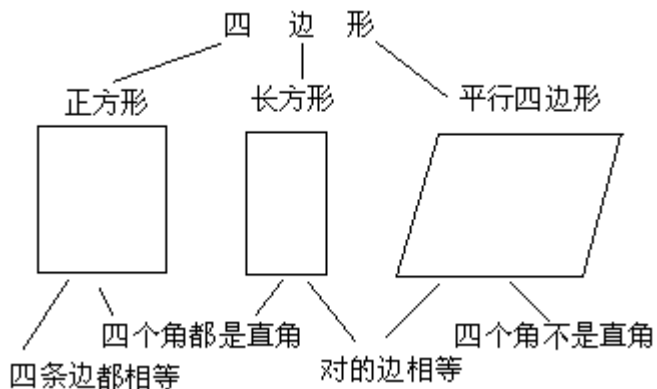 四 边 形
正方形
长方形
平行四边形
四个角都是直角
四个角不是直角
四条边都相等
对的边相等